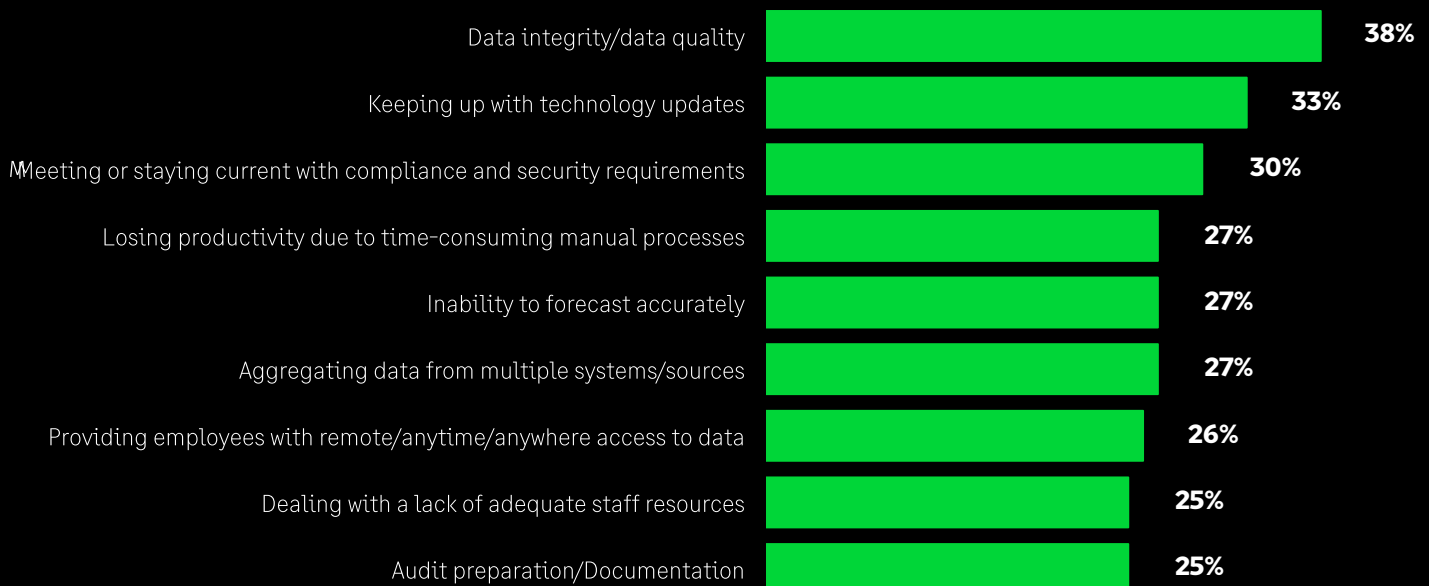 Data integrity/data quality 38%
Keeping up with technology updates 33%
MMeeting or staying current with compliance and security requirements 30%
Losing productivity due to time-consuming manual processes 27%
Inability to forecast accurately 27%
Aggregating data from multiple systems/sources 27%
Providing employees with remote/anytime/anywhere access to data 26%
Dealing with a lack of adequate staff resources 25%
Audit preparation/Documentation 25%